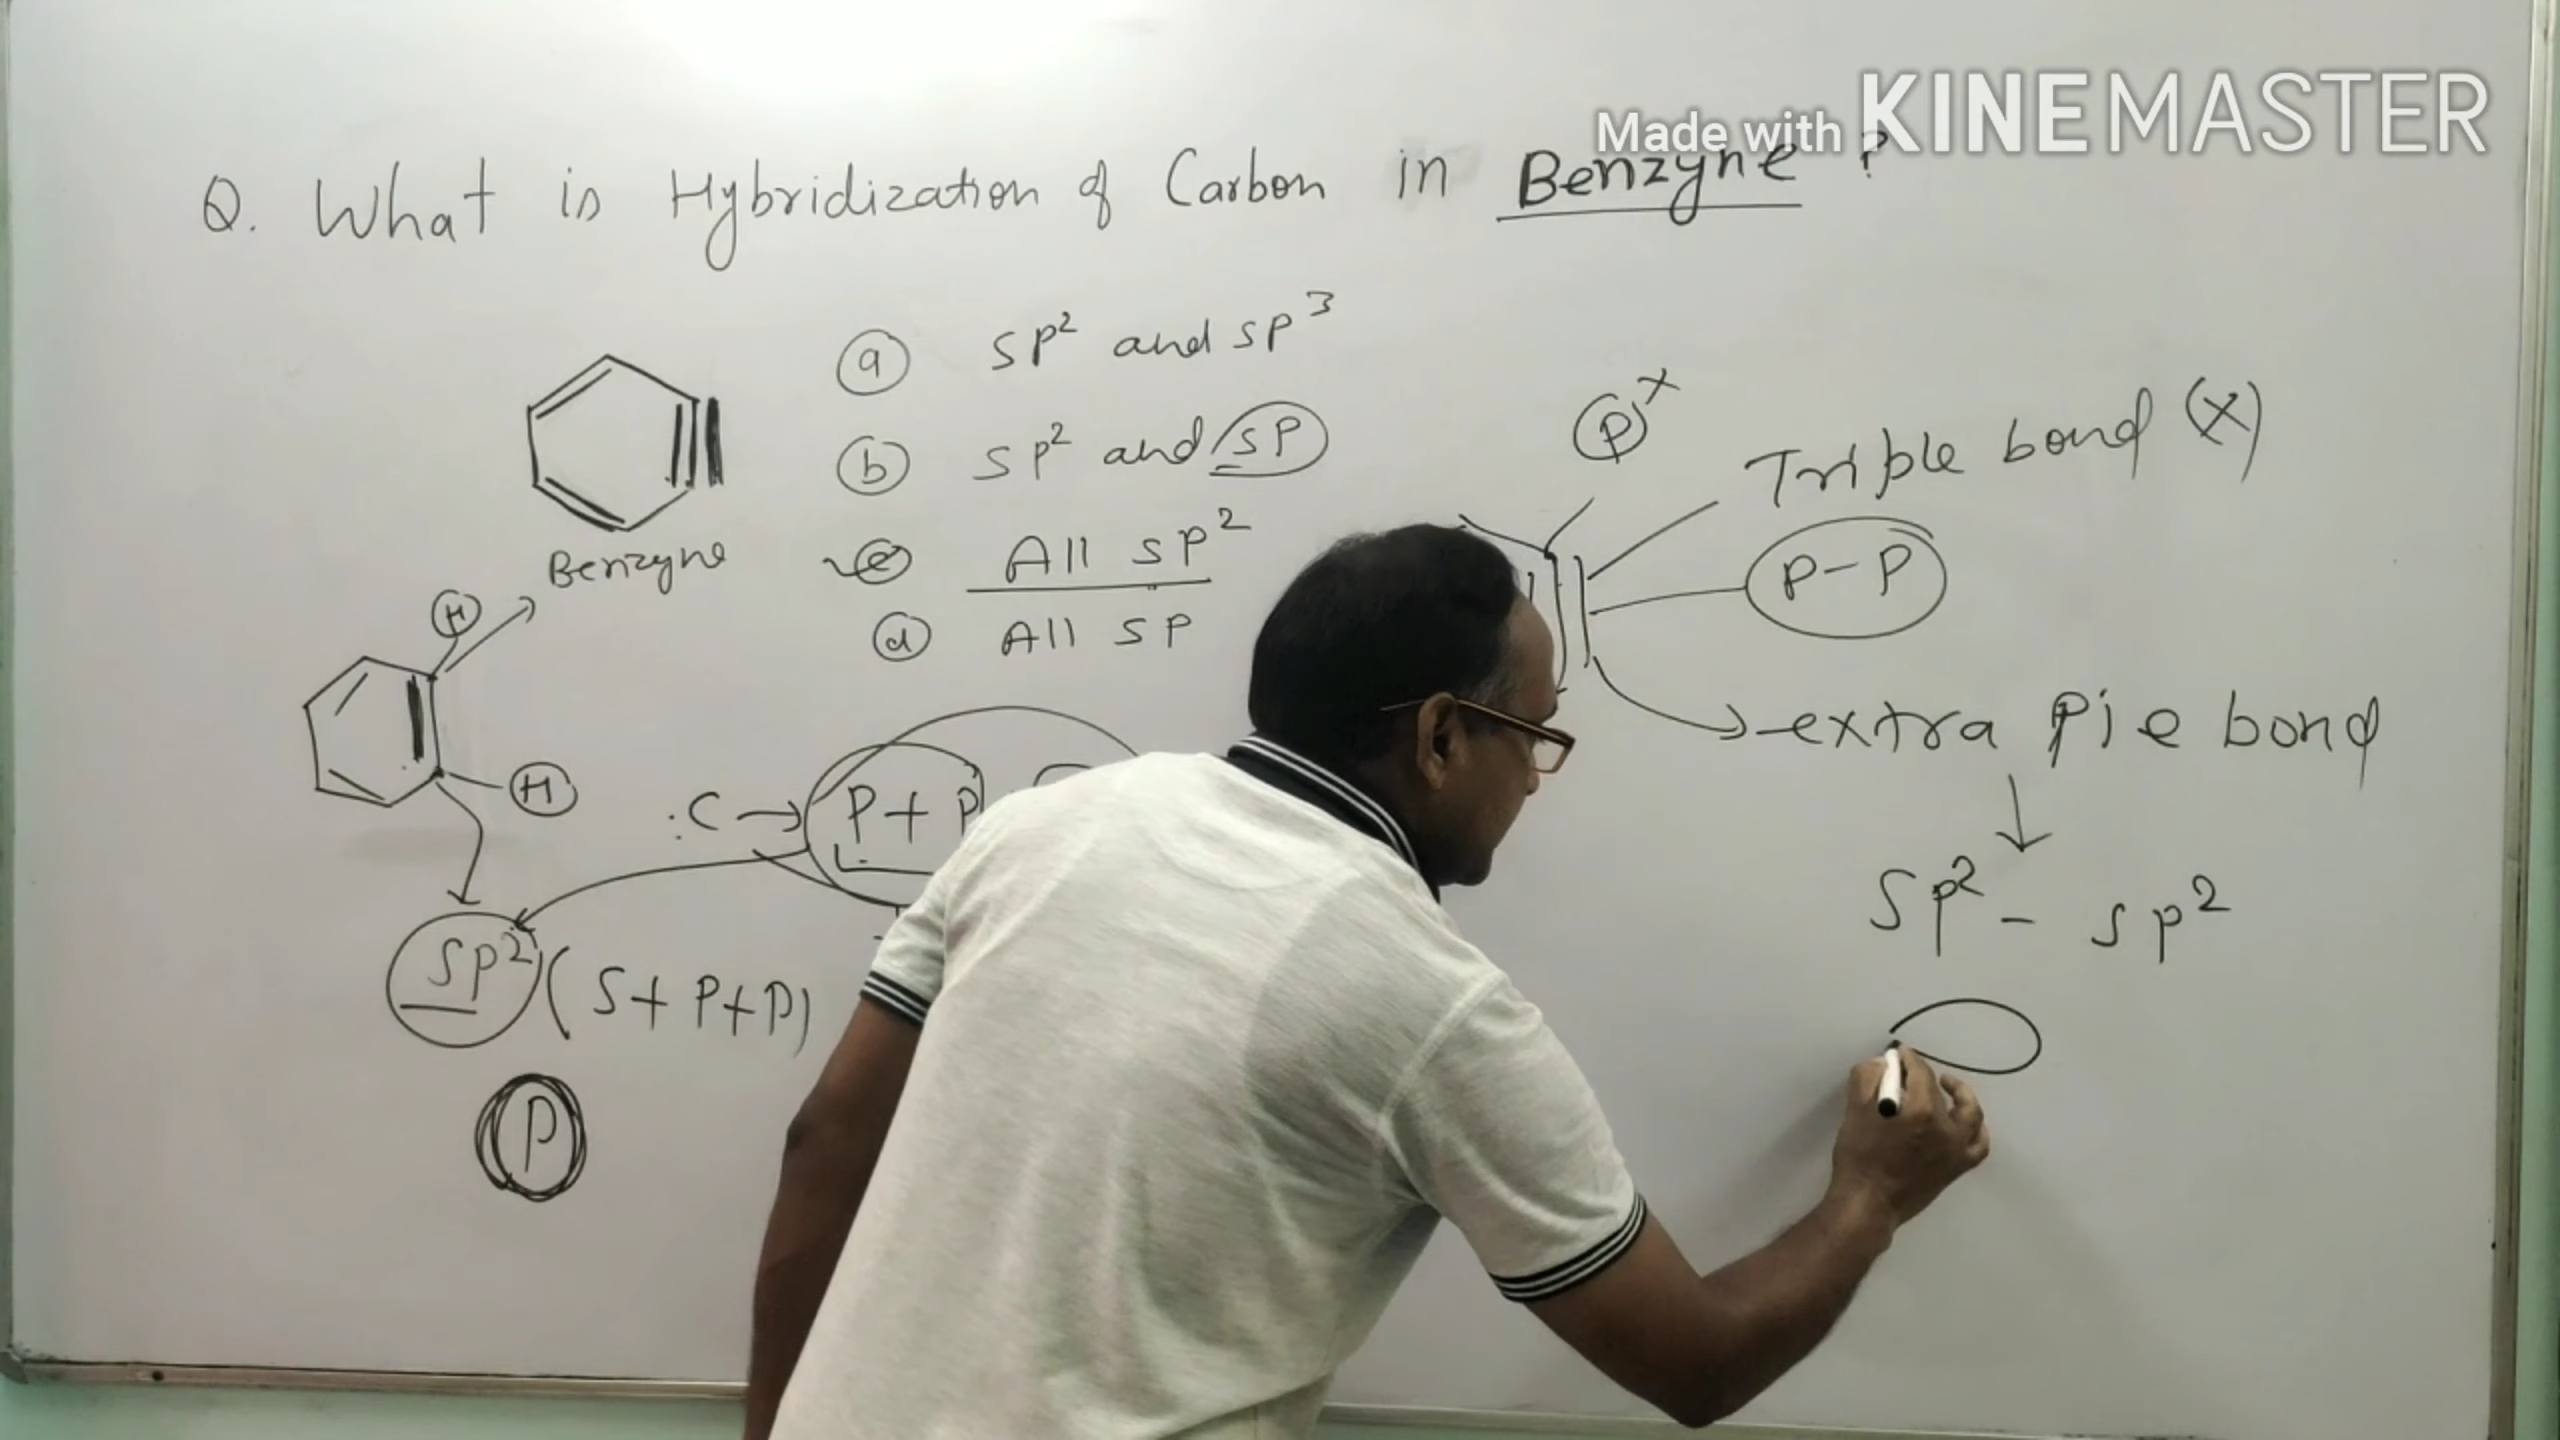 Made with KINEMASTER
Q. What is Hybridization of Carbon in Benzyne ?
a sp² and sp³
b sp² and sp
c All sp²
d All sp
Benzyne
H
H
:C → P + P
sp² (S + P + P)
P
P x
Triple bond (x)
P - P
extra Pie bond
sp² - sp²